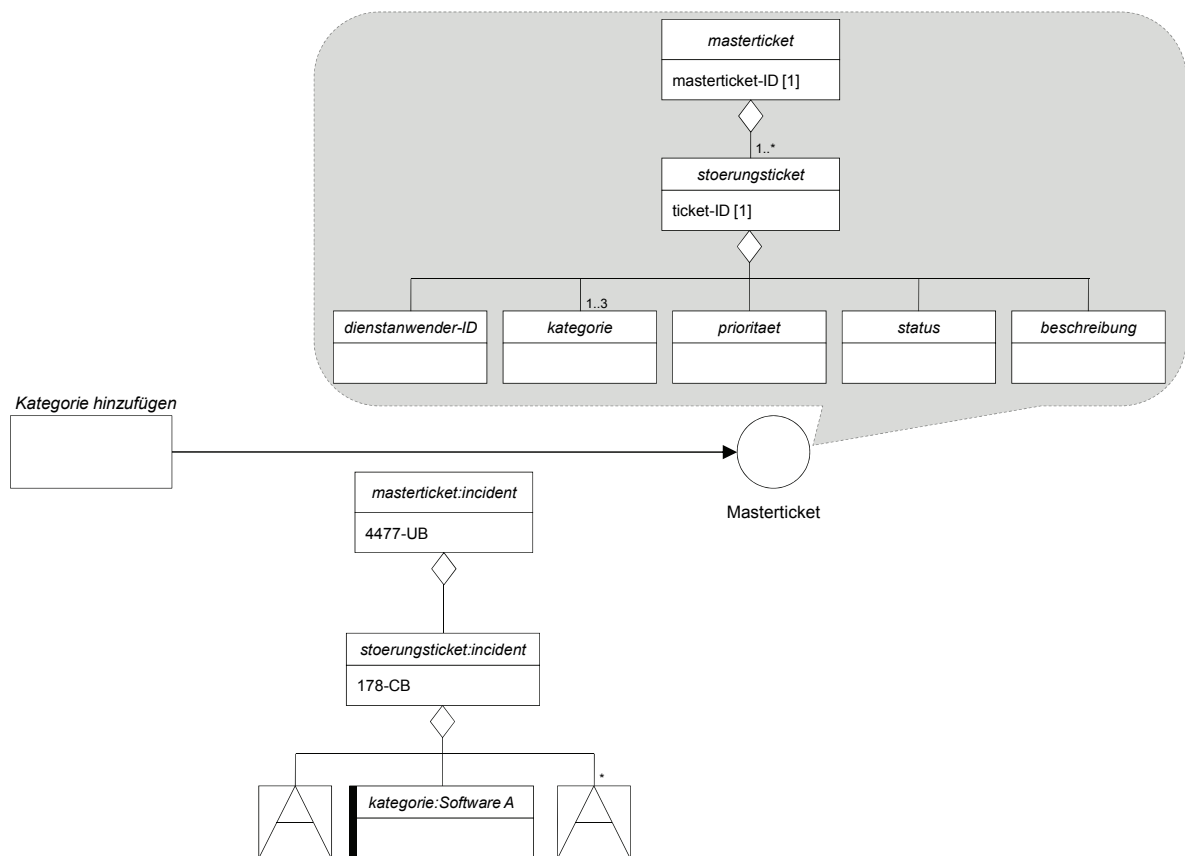 masterticket
masterticket-ID [1]
1..*
stoerungsticket
ticket-ID [1]
1..3
dienstanwender-ID
kategorie
prioritaet
status
beschreibung
Kategorie hinzufügen
Masterticket
masterticket:incident
4477-UB
stoerungsticket:incident
178-CB
*
kategorie:Software A